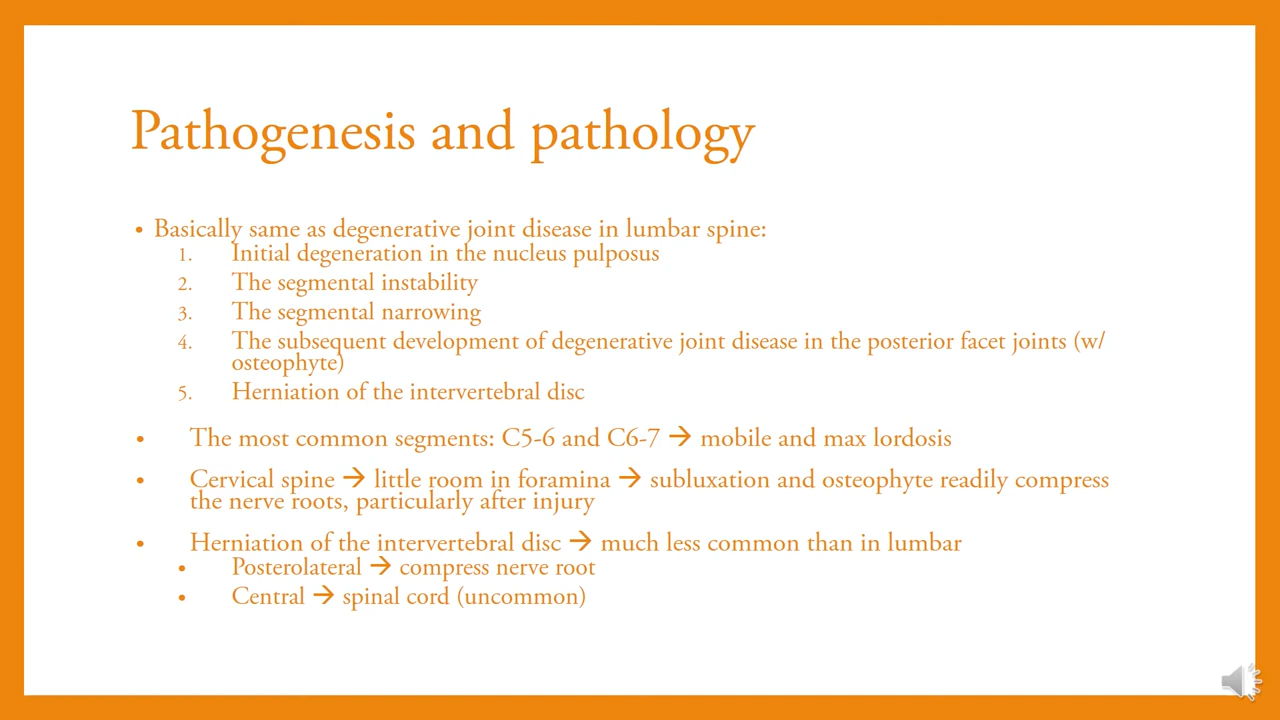 Pathogenesis and pathology
• Basically same as degenerative joint disease in lumbar spine:
1. Initial degeneration in the nucleus pulposus
2. The segmental instability
3. The segmental narrowing
4. The subsequent development of degenerative joint disease in the posterior facet joints (w/
osteophyte)
5. Herniation of the intervertebral disc
• The most common segments: C5-6 and C6-7 → mobile and max lordosis
• Cervical spine → little room in foramina → subluxation and osteophyte readily compress
the nerve roots, particularly after injury
• Herniation of the intervertebral disc → much less common than in lumbar
• Posterolateral → compress nerve root
• Central → spinal cord (uncommon)